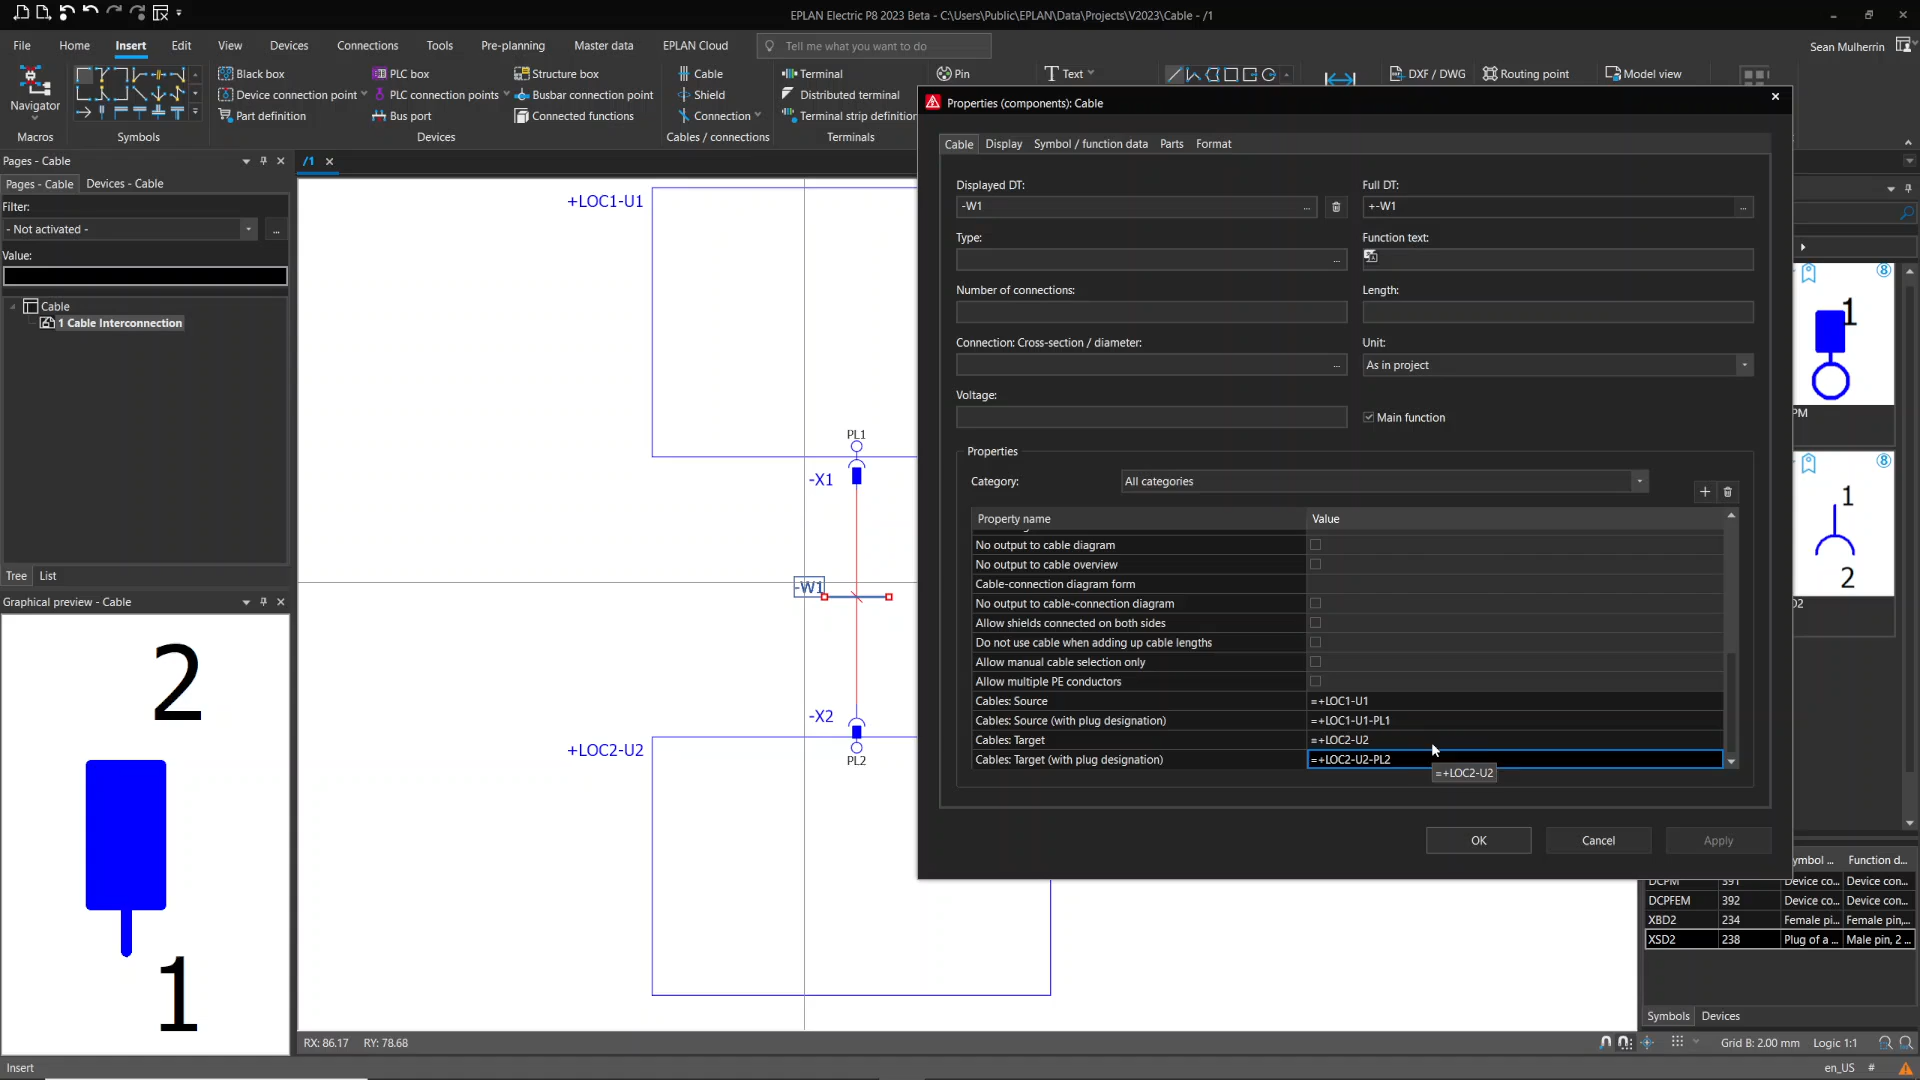 EPLAN Electric P8 2023 Beta - C:\Users\Public\EPLAN\Data\Projects\V2023\Cable - /1
File Home Insert Edit View Devices Connections Tools Pre-planning Master data EPLAN Cloud Tell me what you want to do Sean Mulherrin
Navigator
Macros
Symbols
Black box PLC box Structure box
Device connection point PLC connection points Busbar connection point
Part definition Bus port Connected functions
Devices
Cable
Shield
Connection
Cables / connections
Terminal
Distributed terminal
Terminal strip definition
Terminals
Pin Text DXF / DWG Routing point Model view
Pages - Cable
Pages - Cable Devices - Cable
Filter:
- Not activated -
...
Value:
Cable
1 Cable Interconnection
Tree List
Graphical preview - Cable
2
1
/1
+LOC1-U1
PL1
-X1
-W1
-X2
+LOC2-U2
PL2
Properties (components): Cable
Cable Display Symbol / function data Parts Format
Displayed DT: Full DT:
-W1 ... +-W1 ...
Type: Function text:
...
Number of connections: Length:
Connection: Cross-section / diameter: Unit:
... As in project
Voltage:
Main function
Properties
Category: All categories
Property name Value
No output to cable diagram
No output to cable overview
Cable-connection diagram form
No output to cable-connection diagram
Allow shields connected on both sides
Do not use cable when adding up cable lengths
Allow manual cable selection only
Allow multiple PE conductors
Cables: Source =+LOC1-U1
Cables: Source (with plug designation) =+LOC1-U1-PL1
Cables: Target =+LOC2-U2
Cables: Target (with plug designation) =+LOC2-U2-PL2
=+LOC2-U2
OK Cancel Apply
8
1
PM
8
1
2
D2
ymbol ... Function d...
DCPM 391 Device co... Device con...
DCPFEM 392 Device co... Device con...
XBD2 234 Female pi... Female pin,...
XSD2 238 Plug of a ... Male pin, 2 ...
Symbols Devices
RX: 86.17 RY: 78.68 Grid B: 2.00 mm Logic 1:1
Insert en_US #